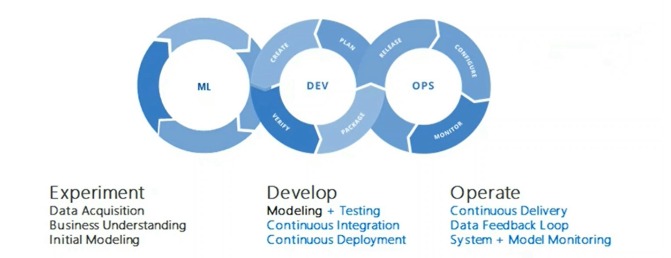 ML
DEV
OPS
CREATE
PLAN
VERIFY
PACKAGE
RELEASE
CONFIGURE
MONITOR
Experiment
Data Acquisition
Business Understanding
Initial Modeling
Develop
Modeling + Testing
Continuous Integration
Continuous Deployment
Operate
Continuous Delivery
Data Feedback Loop
System + Model Monitoring